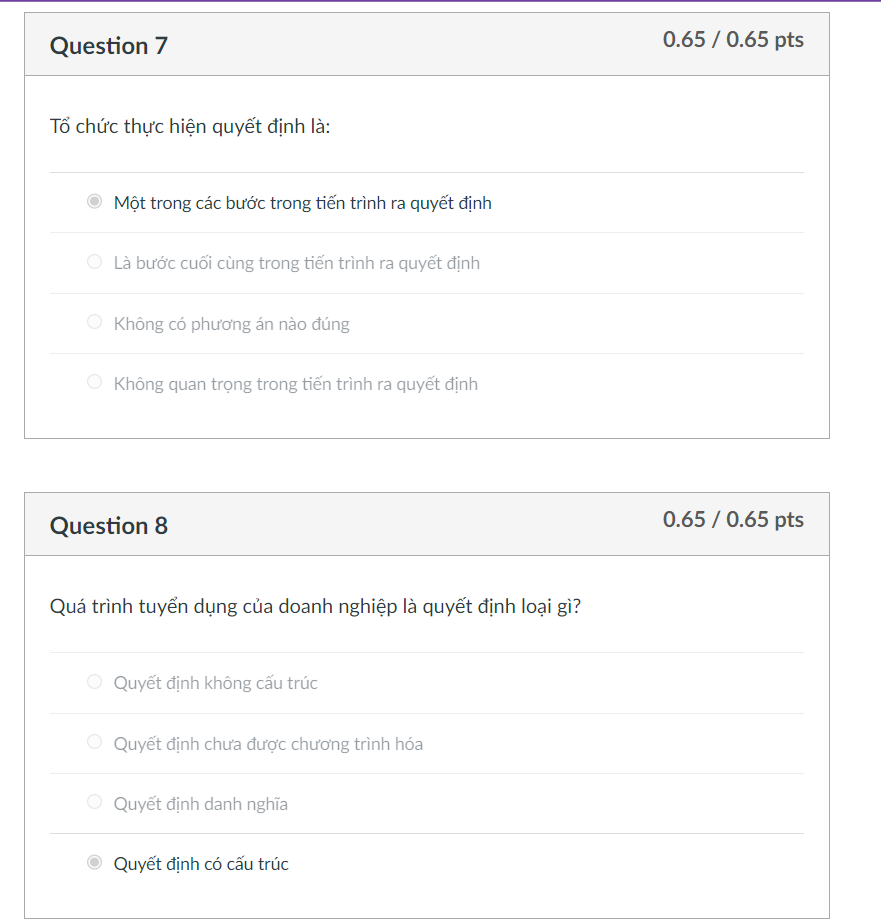 Question 7
0.65 / 0.65 pts
Tổ chức thực hiện quyết định là:
Một trong các bước trong tiến trình ra quyết định
Là bước cuối cùng trong tiến trình ra quyết định
Không có phương án nào đúng
Không quan trọng trong tiến trình ra quyết định
Question 8
0.65 / 0.65 pts
Quá trình tuyển dụng của doanh nghiệp là quyết định loại gì?
Quyết định không cấu trúc
Quyết định chưa được chương trình hóa
Quyết định danh nghĩa
Quyết định có cấu trúc